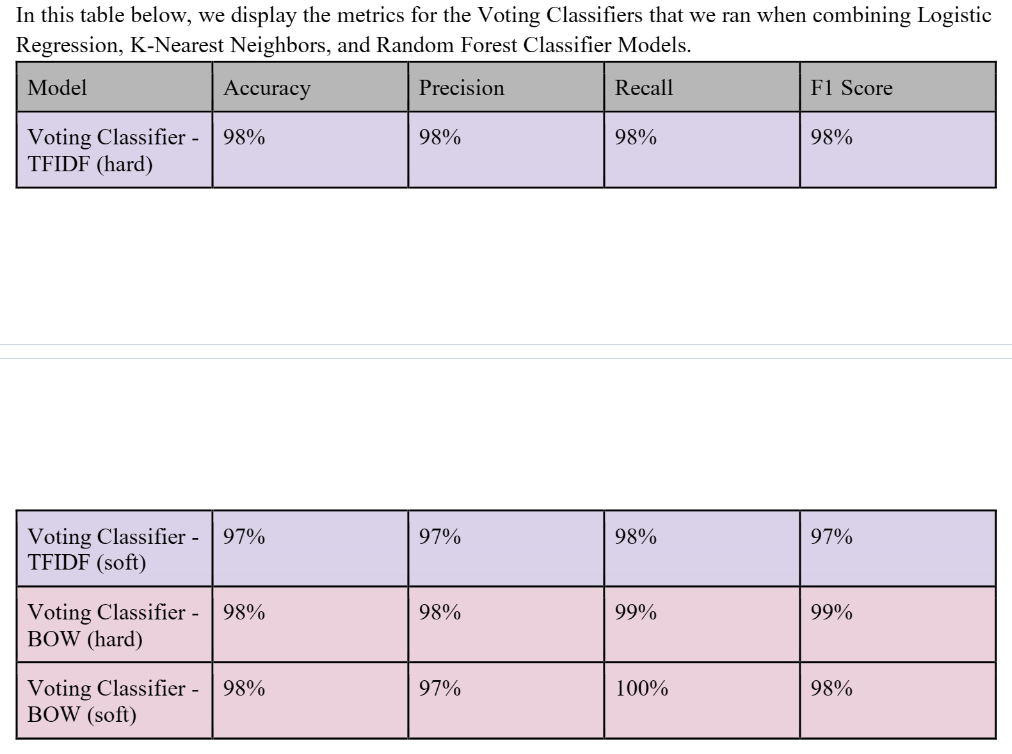 In this table below, we display the metrics for the Voting Classifiers that we ran when combining Logistic
Regression, K-Nearest Neighbors, and Random Forest Classifier Models.
Model Accuracy Precision Recall F1 Score
Voting Classifier - 98% 98% 98% 98%
TFIDF (hard)
Voting Classifier - 97% 97% 98% 97%
TFIDF (soft)
Voting Classifier - 98% 98% 99% 99%
BOW (hard)
Voting Classifier - 98% 97% 100% 98%
BOW (soft)